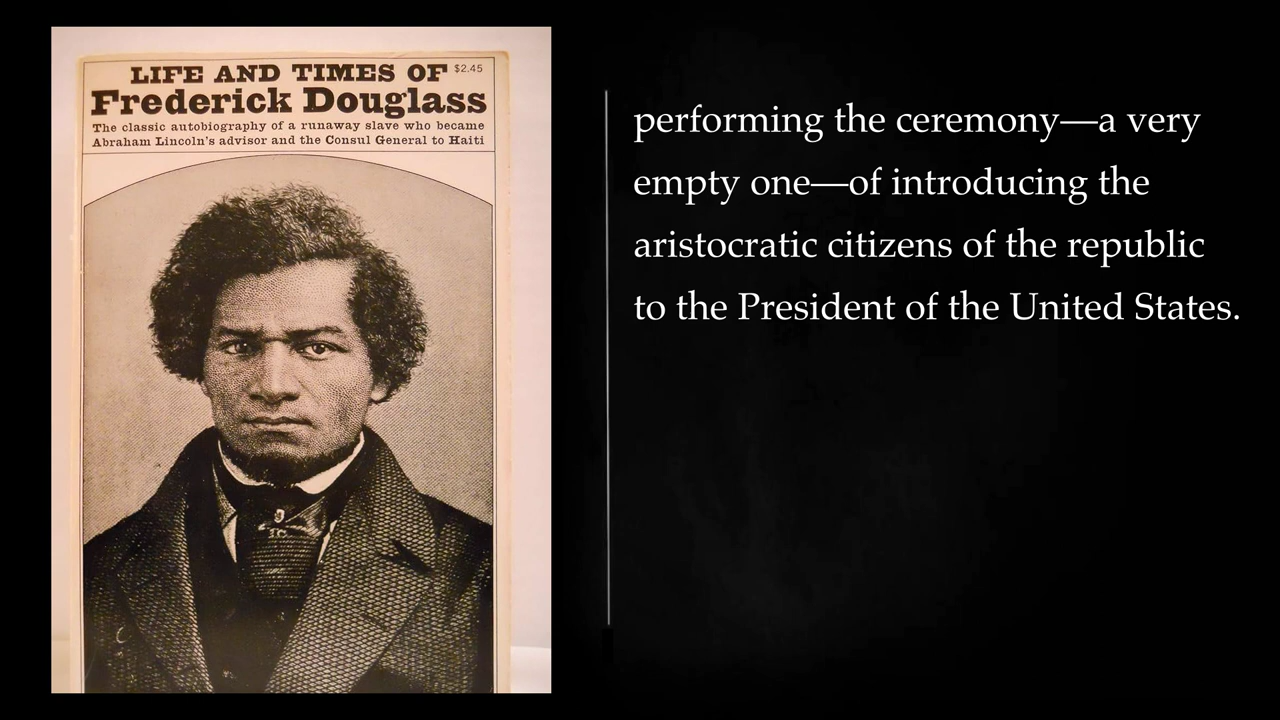 LIFE AND TIMES OF $2.45
Frederick Douglass
The classic autobiography of a runaway slave who became
Abraham Lincoln's advisor and the Consul General to Haiti
performing the ceremony—a very
empty one—of introducing the
aristocratic citizens of the republic
to the President of the United States.